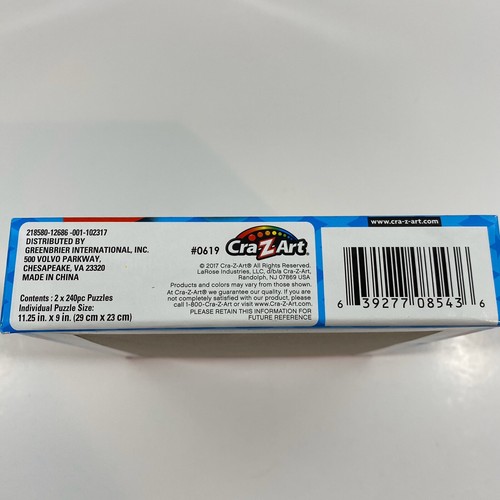 218580-12686 -001-102317
DISTRIBUTED BY
GREENBRIER INTERNATIONAL, INC.
500 VOLVO PARKWAY,
CHESAPEAKE, VA 23320
MADE IN CHINA
Contents : 2 x 240pc Puzzles
Individual Puzzle Size:
11.25 in. x 9 in. (29 cm x 23 cm)
#0619
Cra-Z-Art
© 2017 Cra-Z-Art® All Rights Reserved.
LaRose Industries, LLC, d/b/a Cra-Z-Art,
Randolph, NJ 07869 USA
Products and colors may vary from those shown.
At Cra-Z-Art® we guarantee our quality. If you are
not completely satisfied with our product, please
call 1-800-Cra-Z-Art or visit www.Cra-Z-Art.com.
PLEASE RETAIN THIS INFORMATION FOR
FUTURE REFERENCE
www.cra-z-art.com
6 39277 08543 6